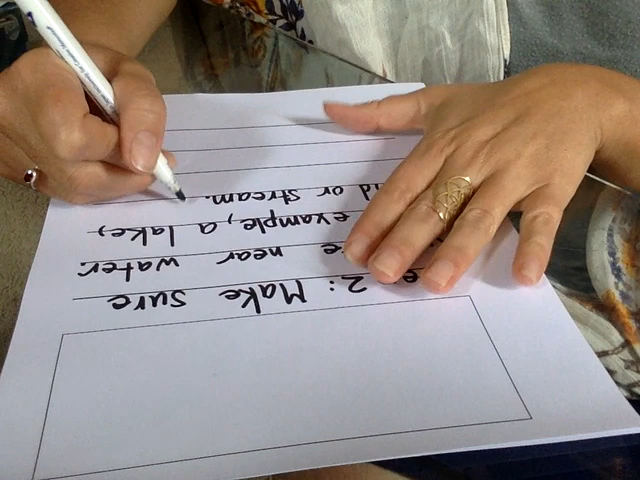 2: Make sure
near water.
example, a lake,
or stream.